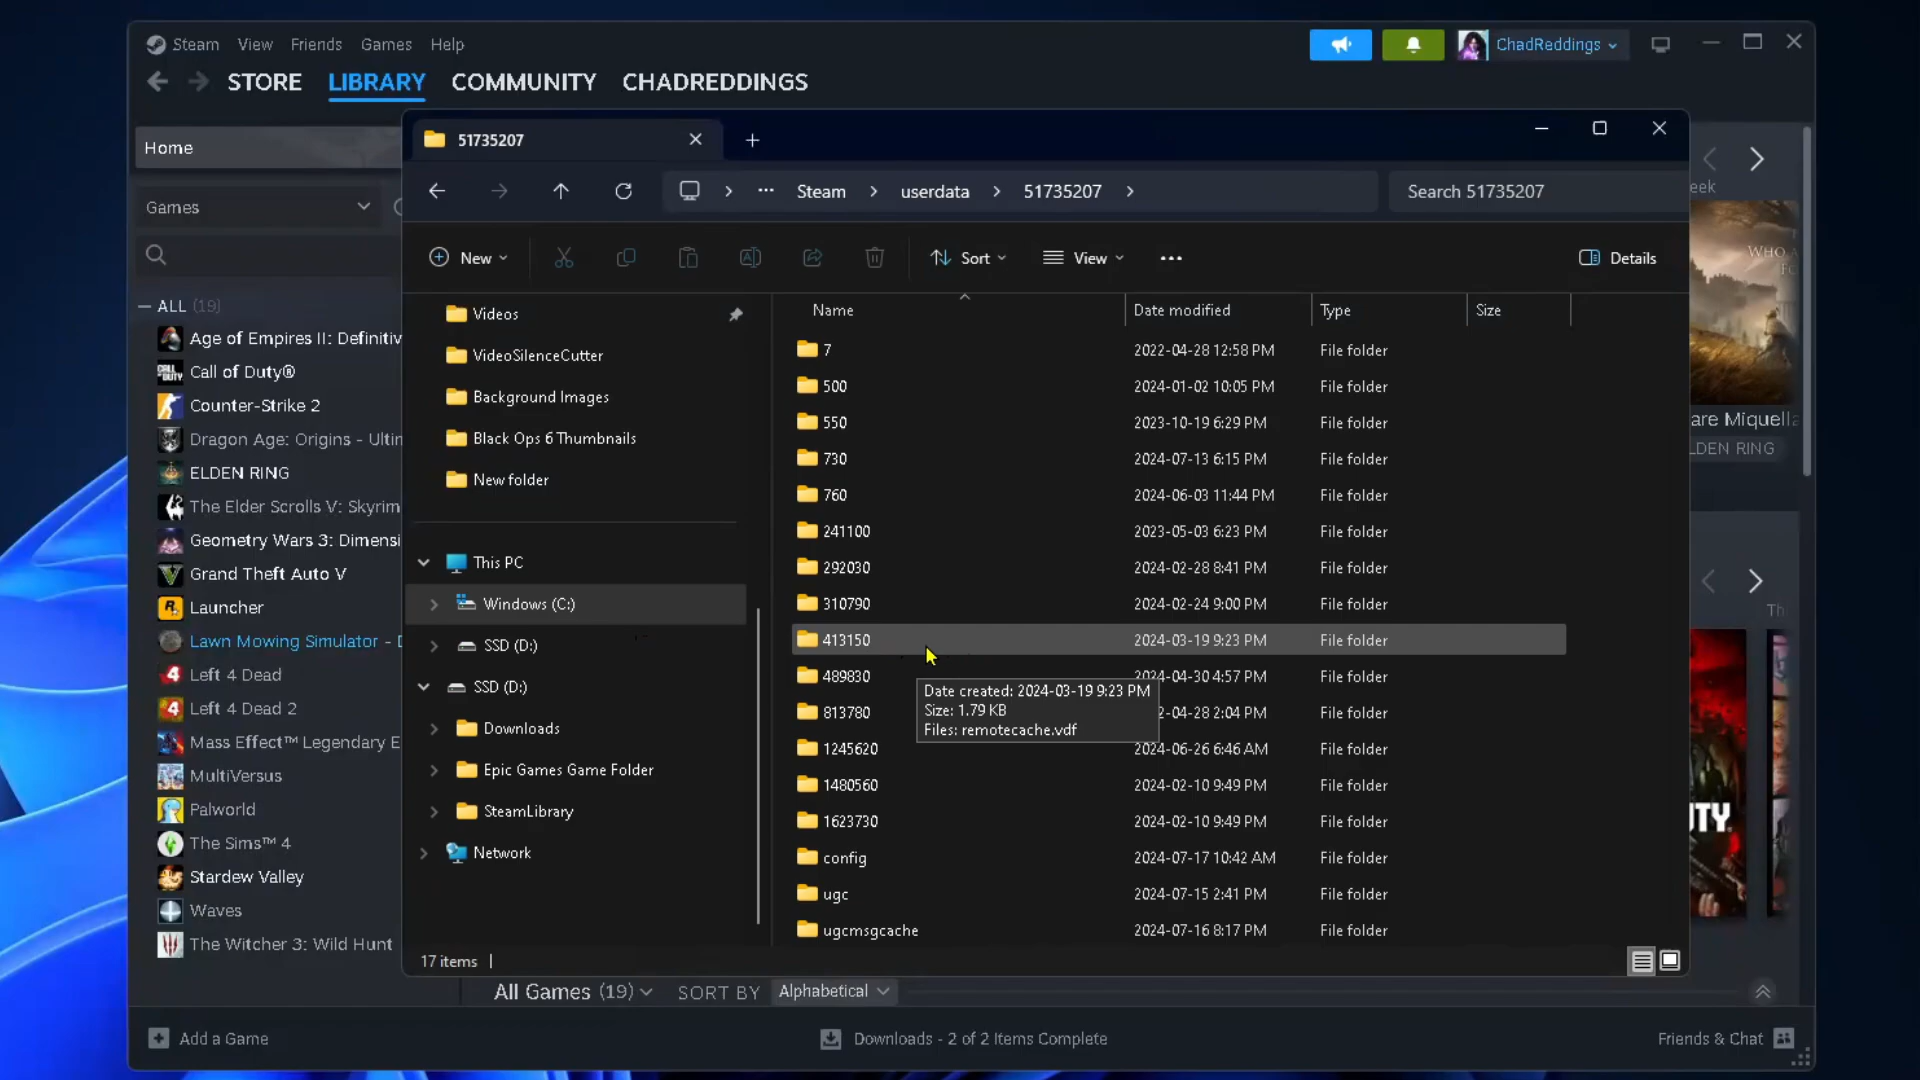 Steam View Friends Games Help
ChadReddings
STORE LIBRARY COMMUNITY CHADREDDINGS
Home
Games
ALL (19)
Age of Empires II: Definitiv
Call of Duty®
Counter-Strike 2
Dragon Age: Origins - Ultin
ELDEN RING
The Elder Scrolls V: Skyrim
Geometry Wars 3: Dimensi
Grand Theft Auto V
Launcher
Lawn Mowing Simulator -
Left 4 Dead
Left 4 Dead 2
Mass Effect™ Legendary E
MultiVersus
Palworld
The Sims™ 4
Stardew Valley
Waves
The Witcher 3: Wild Hunt
51735207
Steam > userdata > 51735207 >
Search 51735207
New Sort View Details
Videos
VideoSilenceCutter
Background Images
Black Ops 6 Thumbnails
New folder
This PC
Windows (C:)
SSD (D:)
SSD (D:)
Downloads
Epic Games Game Folder
SteamLibrary
Network
Name Date modified Type Size
7 2022-04-28 12:58 PM File folder
500 2024-01-02 10:05 PM File folder
550 2023-10-19 6:29 PM File folder
730 2024-07-13 6:15 PM File folder
760 2024-06-03 11:44 PM File folder
241100 2023-05-03 6:23 PM File folder
292030 2024-02-28 8:41 PM File folder
310790 2024-02-24 9:00 PM File folder
413150 2024-03-19 9:23 PM File folder
489830 2024-04-30 4:57 PM File folder
813780 2-04-28 2:04 PM File folder
1245620 2024-06-26 6:46 AM File folder
1480560 2024-02-10 9:49 PM File folder
1623730 2024-02-10 9:49 PM File folder
config 2024-07-17 10:42 AM File folder
ugc 2024-07-15 2:41 PM File folder
ugcmsgcache 2024-07-16 8:17 PM File folder
Date created: 2024-03-19 9:23 PM
Size: 1.79 KB
Files: remotecache.vdf
17 items
eek
WHO A
are Miquella
LDEN RING
Th
ITY.
All Games (19) SORT BY Alphabetical
Add a Game
Downloads - 2 of 2 Items Complete
Friends & Chat